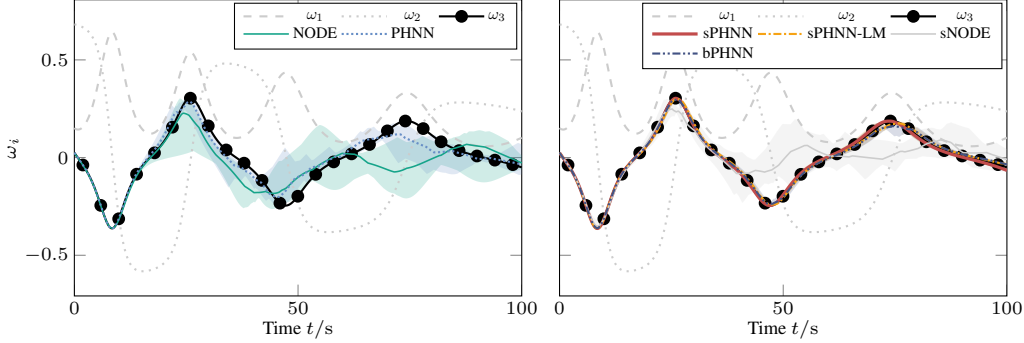 ω1 ω2 ω3
NODE PHNN
0.5
0
−0.5
ωi
0 50 100
Time t/s
ω1 ω2 ω3
sPHNN sPHNN-LM sNODE
bPHNN
0 50 100
Time t/s